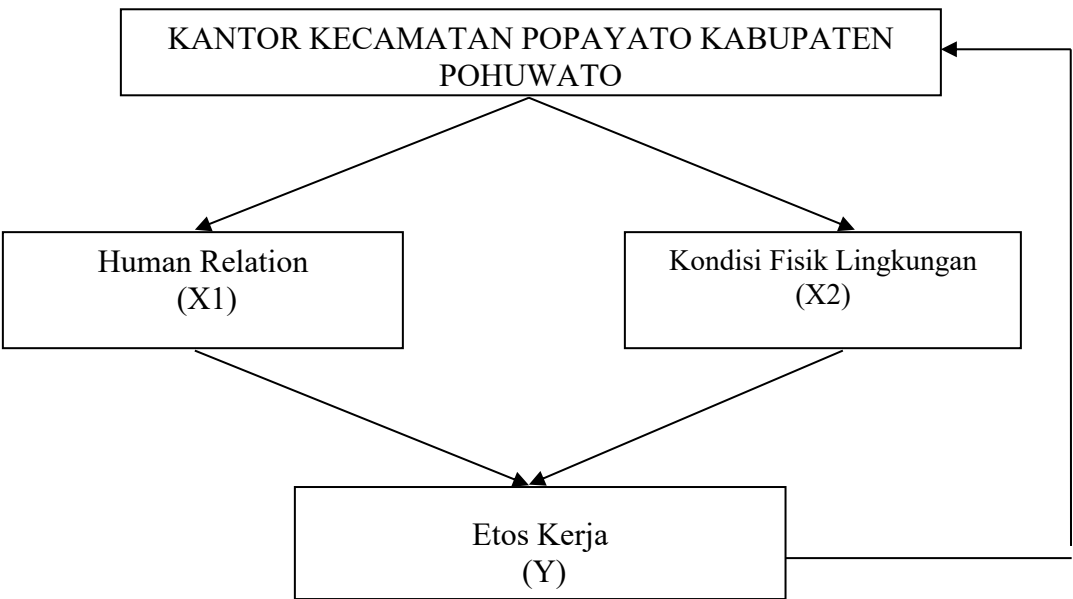 KANTOR KECAMATAN POPAYATO KABUPATEN
POHUWATO
Human Relation
(X1)
Kondisi Fisik Lingkungan
(X2)
Etos Kerja
(Y)